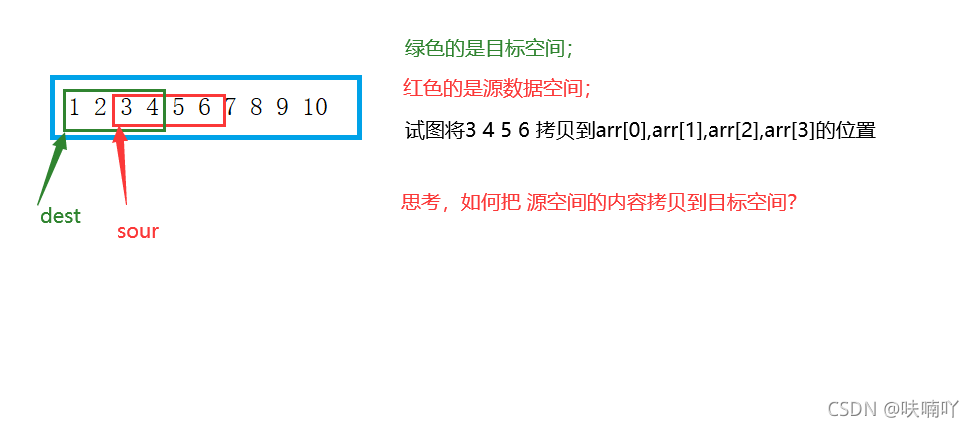 绿色的是目标空间；
红色的是源数据空间；
1 2 3 4 5 6 7 8 9 10
试图将3 4 5 6 拷贝到arr[0],arr[1],arr[2],arr[3]的位置
思考，如何把 源空间的内容拷贝到目标空间？
dest
sour
CSDN @呋喃吖